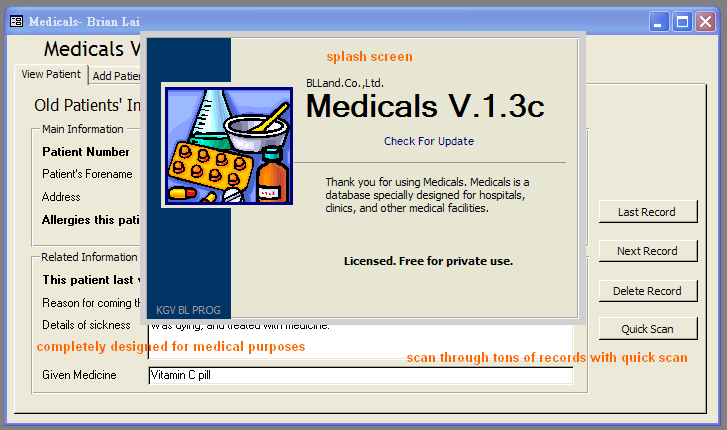 Medicals- Brian Lai
Medicals V
View Patient
Add Patie
Old Patients' In
Main Information
Patient Number
Patient's Forename
Address
Allergies this pati
Related Information
This patient last v
Reason for coming th
Details of sickness
Was dying, and treated with medicine.
Given Medicine
Vitamin C pill
splash screen
BLLand.Co.,Ltd.
Medicals V.1.3c
Check For Update
Thank you for using Medicals. Medicals is a
database specially designed for hospitals,
clinics, and other medical facilities.
Licensed. Free for private use.
KGV BL PROG
Last Record
Next Record
Delete Record
Quick Scan
completely designed for medical purposes
scan through tons of records with quick scan